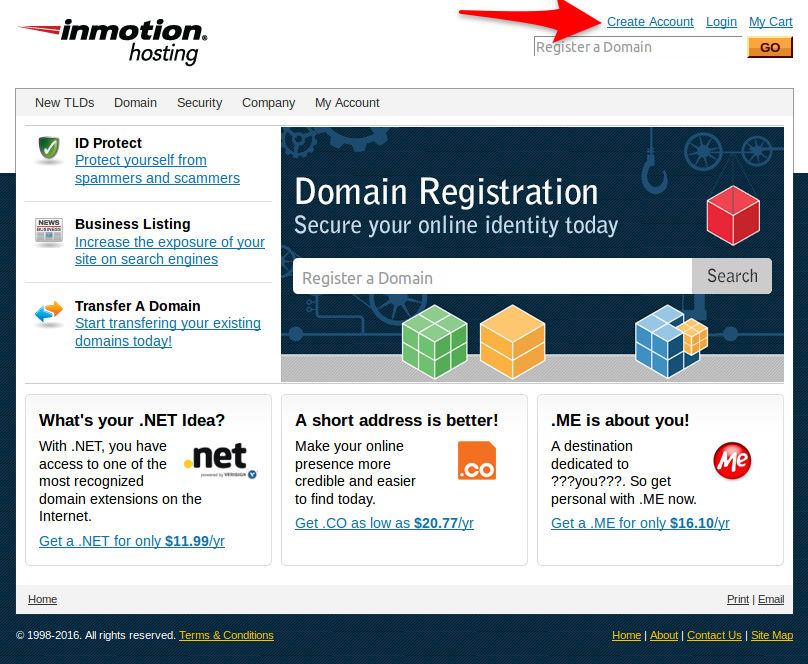 inmotion®
hosting
Create Account Login My Cart
Register a Domain GO
New TLDs Domain Security Company My Account
ID Protect
Protect yourself from
spammers and scammers
NEWS
BUSINESS
Business Listing
Increase the exposure of your
site on search engines
Transfer A Domain
Start transfering your existing
domains today!
Domain Registration
Secure your online identity today
Register a Domain Search
What's your .NET Idea?
With .NET, you have
access to one of the
most recognized
domain extensions on the
Internet.
.net
powered by VERISIGN
Get a .NET for only $11.99/yr
A short address is better!
Make your online
presence more
credible and easier
to find today.
.co
Get .CO as low as $20.77/yr
.ME is about you!
A destination
dedicated to
???you???. So get
personal with .ME now.
Me
Get a .ME for only $16.10/yr
Home Print | Email
© 1998-2016. All rights reserved. Terms & Conditions Home | About | Contact Us | Site Map